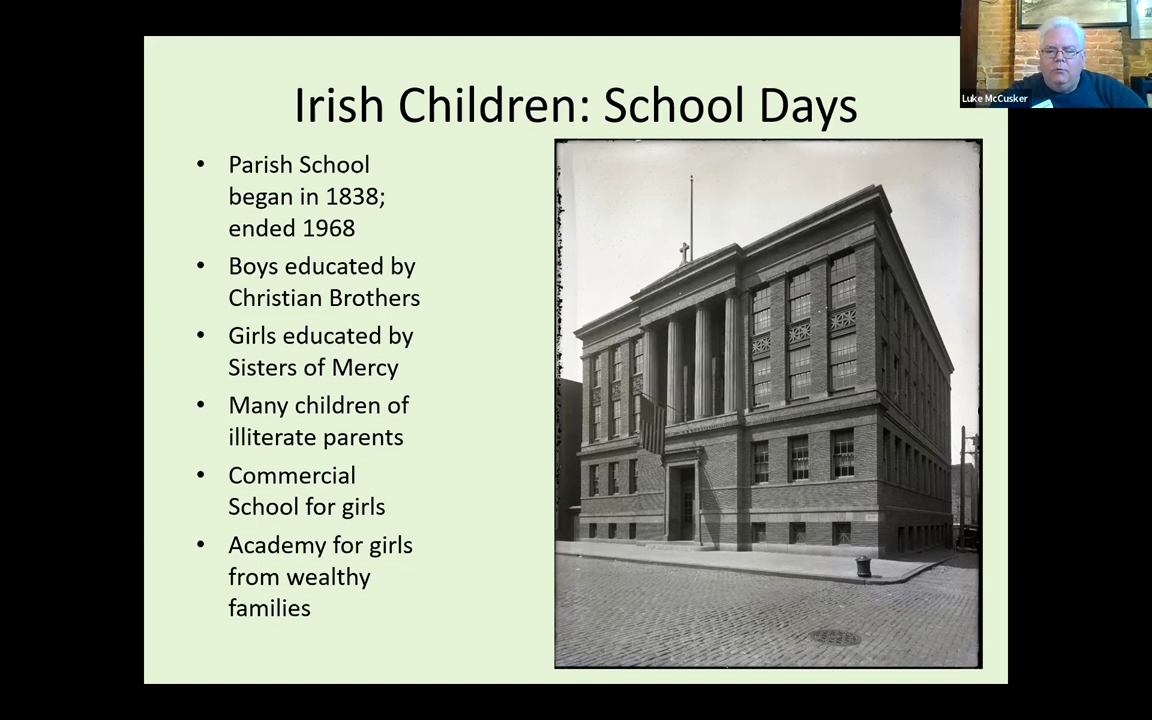 Luke McCusker
Irish Children: School Days
• Parish School
began in 1838;
ended 1968
• Boys educated by
Christian Brothers
• Girls educated by
Sisters of Mercy
• Many children of
illiterate parents
• Commercial
School for girls
• Academy for girls
from wealthy
families